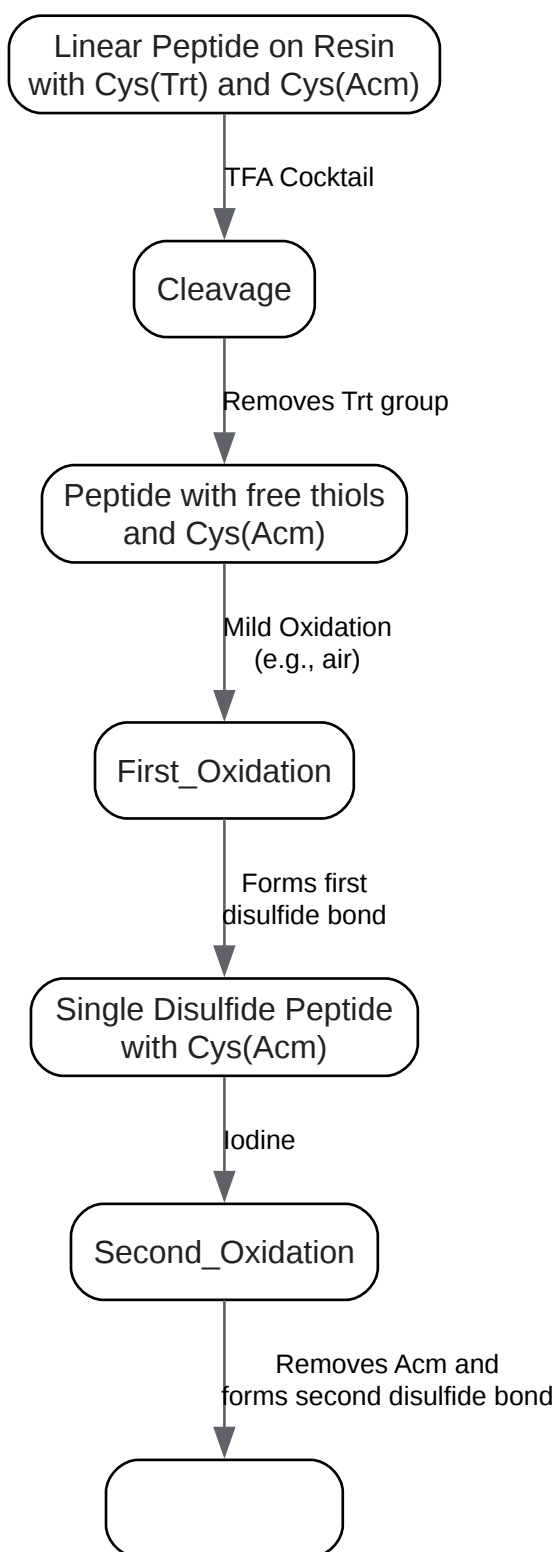 Linear Peptide on Resin
with Cys(Trt) and Cys(Acm)
TFA Cocktail
Cleavage
Removes Trt group
Peptide with free thiols
and Cys(Acm)
Mild Oxidation
(e.g., air)
First_Oxidation
Forms first
disulfide bond
Single Disulfide Peptide
with Cys(Acm)
Iodine
Second_Oxidation
Removes Acm and
forms second disulfide bond